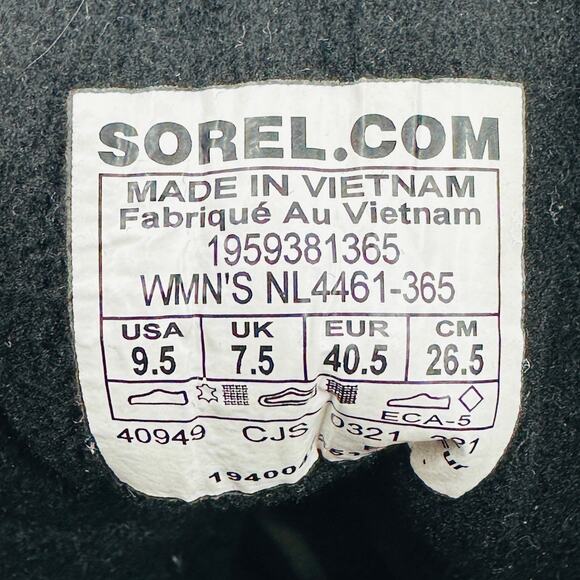 SOREL.COM
MADE IN VIETNAM
Fabriqué Au Vietnam
1959381365
WMN'S NL4461-365
USA UK EUR CM
9.5 7.5 40.5 26.5
ECA-5
40949 CJS 0321